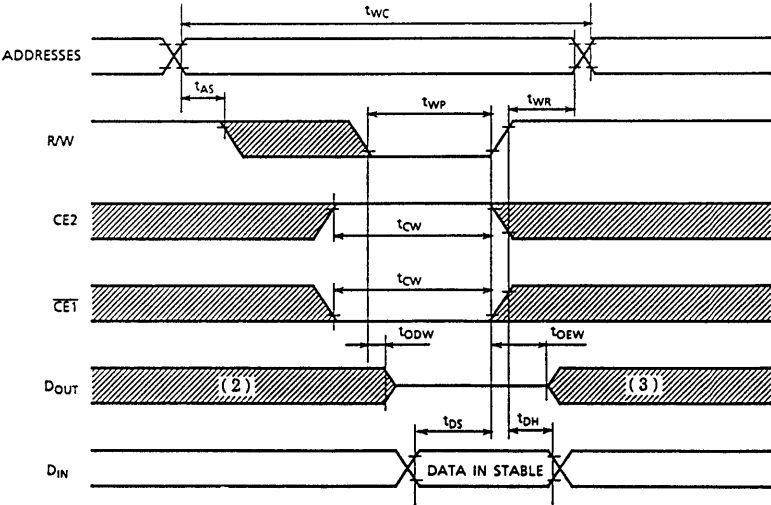 tWC
ADDRESSES
tAS
tWP
tWR
R/W
CE2
tCW
C̅E̅1̅
tCW
tODW
tOEW
DOUT
(2)
(3)
tDS
tDH
DIN
DATA IN STABLE